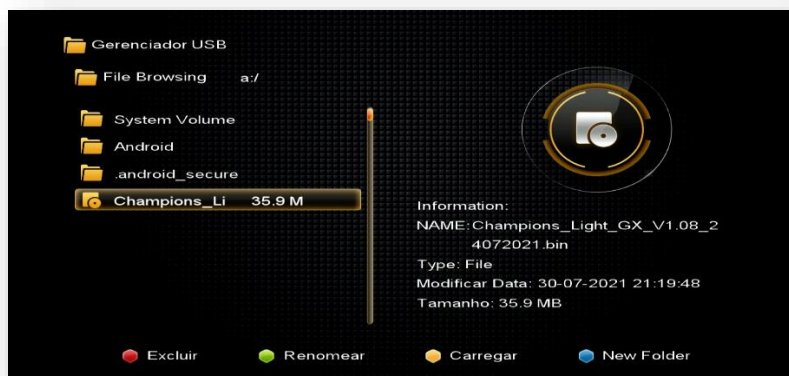 Gerenciador USB
File Browsing a:/
System Volume
Android
.android_secure
Champions_Li 35.9 M
Information:
NAME:Champions_Light_GX_V1.08_2
4072021.bin
Type: File
Modificar Data: 30-07-2021 21:19:48
Tamanho: 35.9 MB
Excluir Renomear Carregar New Folder